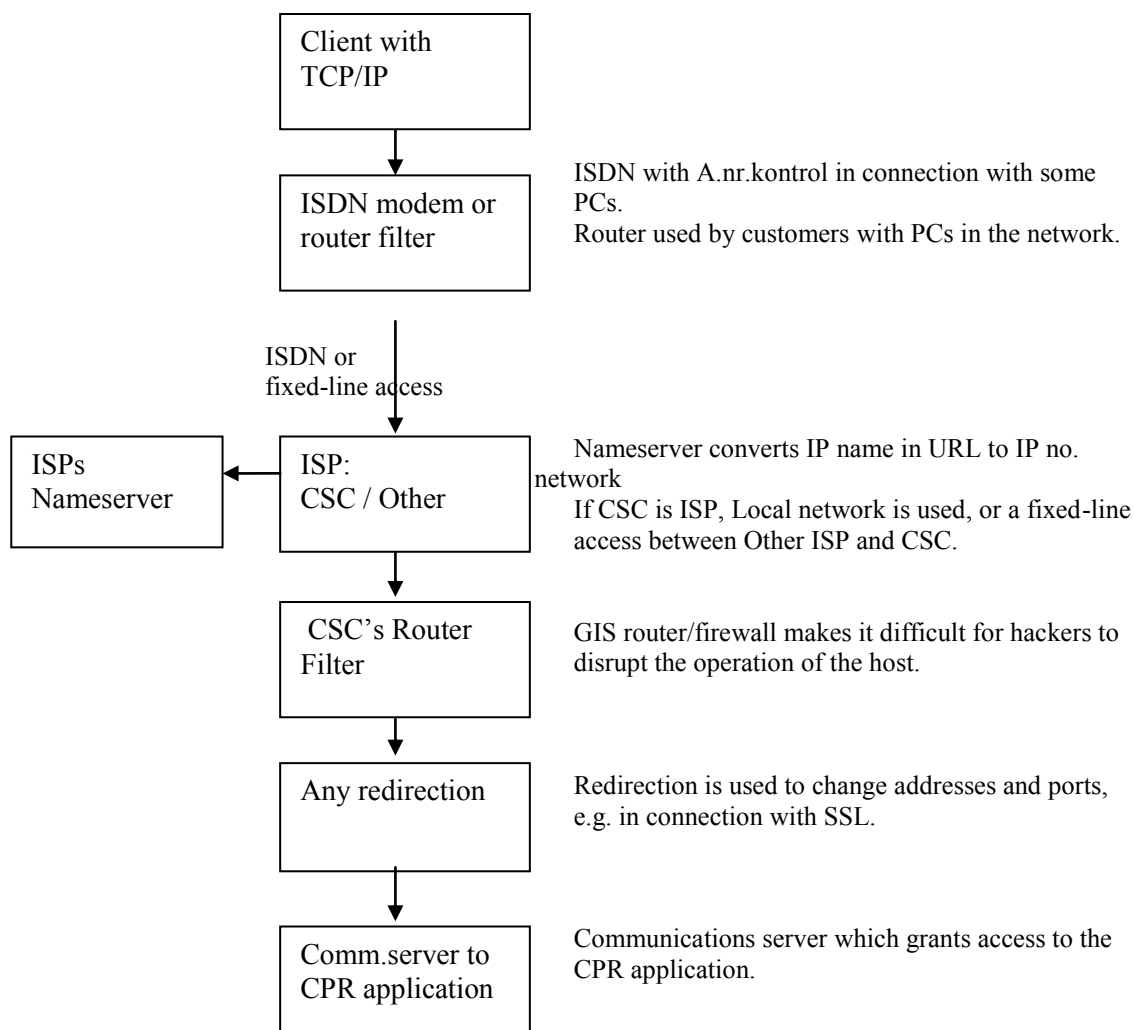 Client with
TCP/IP
ISDN modem or
router filter
ISDN with A.nr.kontrol in connection with some
PCs.
Router used by customers with PCs in the network.
ISDN or
fixed-line access
ISPs
Nameserver
ISP:
CSC / Other
Nameserver converts IP name in URL to IP no.
network
If CSC is ISP, Local network is used, or a fixed-line
access between Other ISP and CSC.
CSC’s Router
Filter
GIS router/firewall makes it difficult for hackers to
disrupt the operation of the host.
Any redirection
Redirection is used to change addresses and ports,
e.g. in connection with SSL.
Comm.server to
CPR application
Communications server which grants access to the
CPR application.